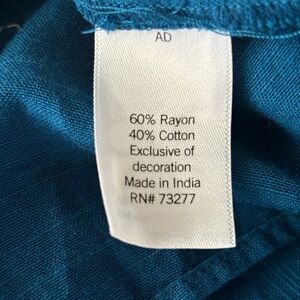 AD
60% Rayon
40% Cotton
Exclusive of
decoration
Made in India
RN# 73277